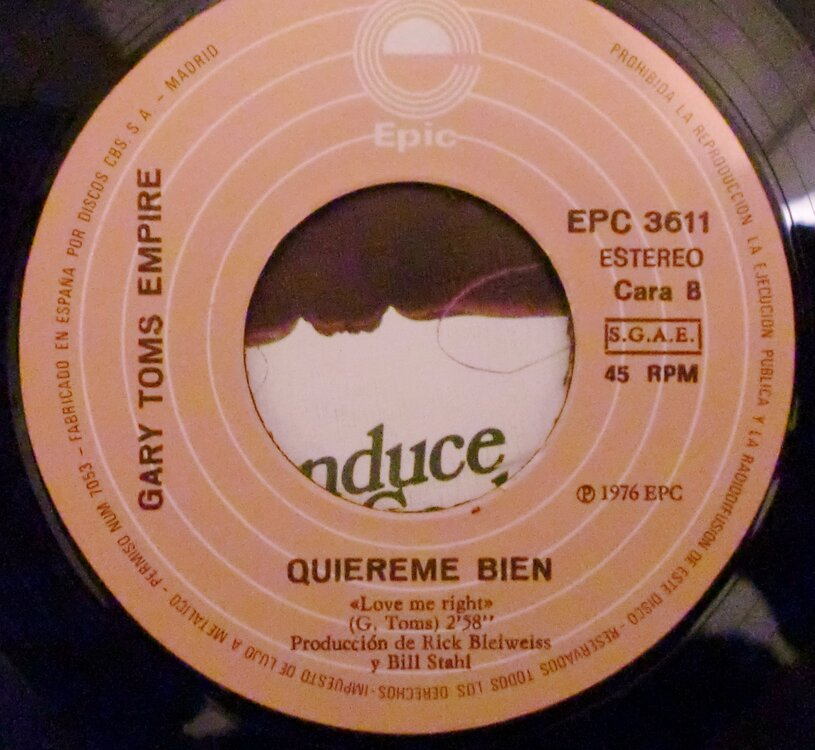 Epic
GARY TOMS EMPIRE
EPC 3611
ESTEREO
Cara B
S.G.A.E.
45 RPM
℗ 1976 EPC
nduce
QUIEREME BIEN
«Love me right»
(G. Toms) 2'58''
Producción de Rick Bleiweiss
y Bill Stahl
PROHIBIDA LA REPRODUCCION LA EJECUCION PUBLICA Y LA RADIODIFUSION DE ESTE DISCO - RESERVADOS TODOS LOS DERECHOS - IMPUESTO DE LUJO A METALICO - PERMISO NUM 7053 - FABRICADO EN ESPAÑA POR DISCOS CBS. S. A. - MADRID